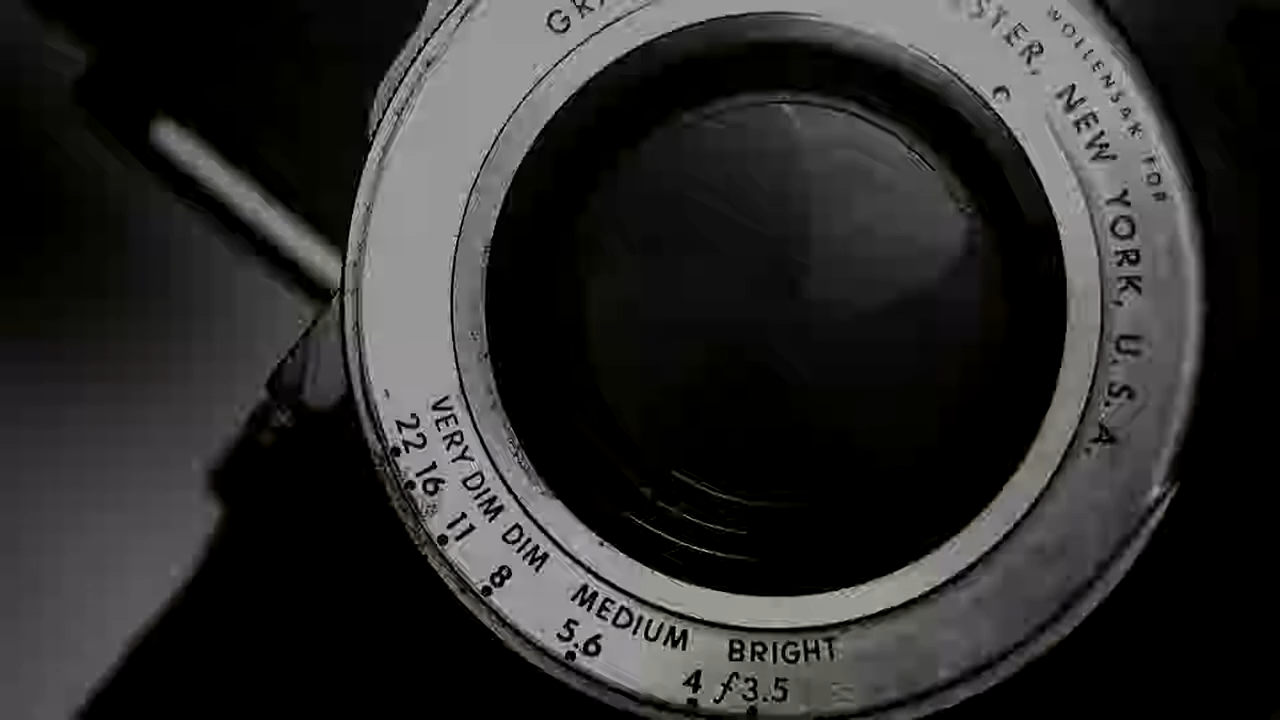 GRA
STER, NEW YORK, U.S.A.
WOLLENSAK FOR
C
VERY DIM DIM MEDIUM BRIGHT
22 16 11 8 5.6 4 f3.5